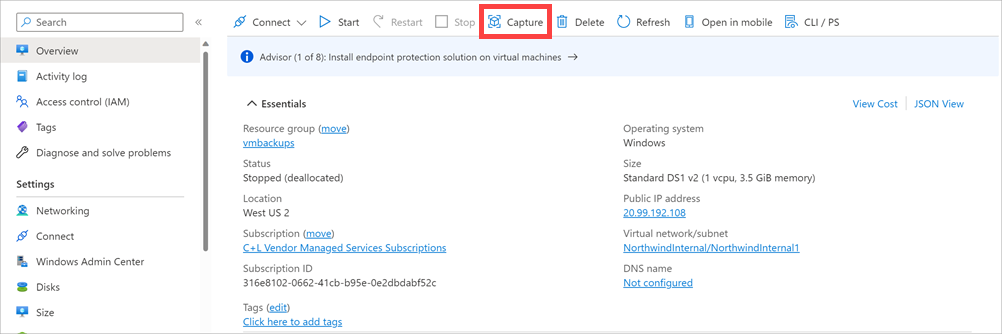 Search
«
Connect
Start
Restart
Stop
Capture
Delete
Refresh
Open in mobile
CLI / PS
Overview
Activity log
Access control (IAM)
Tags
Diagnose and solve problems
Settings
Networking
Connect
Windows Admin Center
Disks
Size
Advisor (1 of 8): Install endpoint protection solution on virtual machines →
Essentials
View Cost
JSON View
Resource group (move)
vmbackups
Status
Stopped (deallocated)
Location
West US 2
Subscription (move)
C+L Vendor Managed Services Subscriptions
Subscription ID
316e8102-0662-41cb-b95e-0e2dbdabf52c
Tags (edit)
Click here to add tags
Operating system
Windows
Size
Standard DS1 v2 (1 vcpu, 3.5 GiB memory)
Public IP address
20.99.192.108
Virtual network/subnet
NorthwindInternal/NorthwindInternal1
DNS name
Not configured